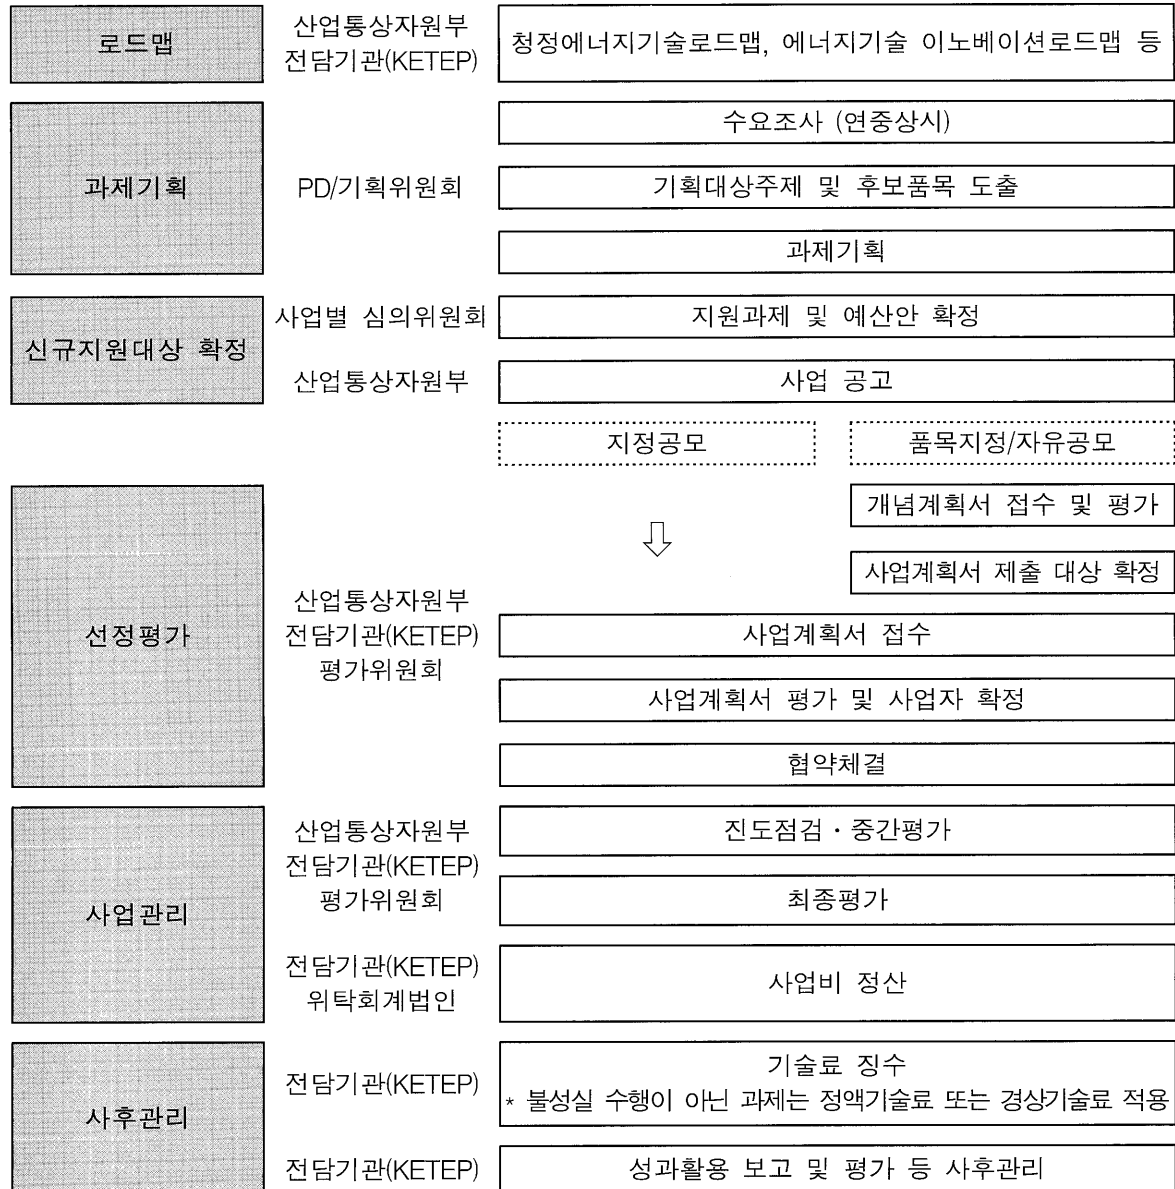 로드맵
산업통상자원부
전담기관(KETEP)
청정에너지기술로드맵, 에너지기술 이노베이션로드맵 등
과제기획
PD/기획위원회
수요조사 (연중상시)
기획대상주제 및 후보품목 도출
과제기획
신규지원대상 확정
사업별 심의위원회
지원과제 및 예산안 확정
산업통상자원부
사업 공고
지정공모
품목지정/자유공모
개념계획서 접수 및 평가
사업계획서 제출 대상 확정
선정평가
산업통상자원부
전담기관(KETEP)
평가위원회
사업계획서 접수
사업계획서 평가 및 사업자 확정
협약체결
사업관리
산업통상자원부
전담기관(KETEP)
평가위원회
진도점검·중간평가
최종평가
전담기관(KETEP)
위탁회계법인
사업비 정산
사후관리
전담기관(KETEP)
기술료 징수
* 불성실 수행이 아닌 과제는 정액기술료 또는 경상기술료 적용
전담기관(KETEP)
성과활용 보고 및 평가 등 사후관리